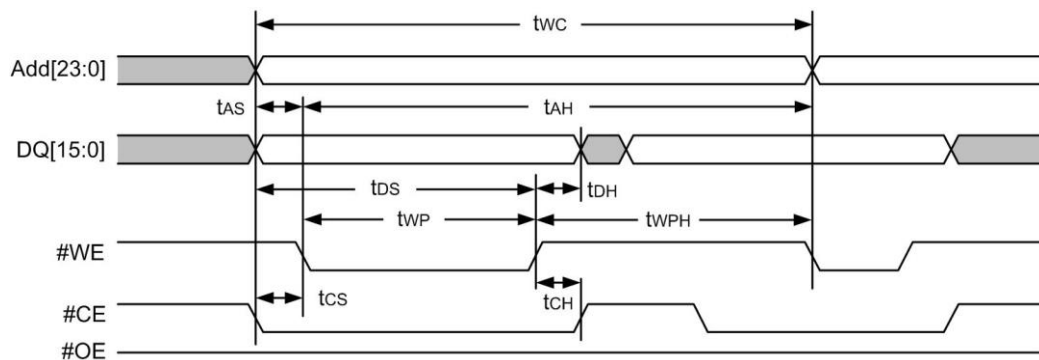 tWC
Add[23:0]
tAS tAH
DQ[15:0]
tDS tDH
tWP tWPH
#WE
tCS tCH
#CE
#OE